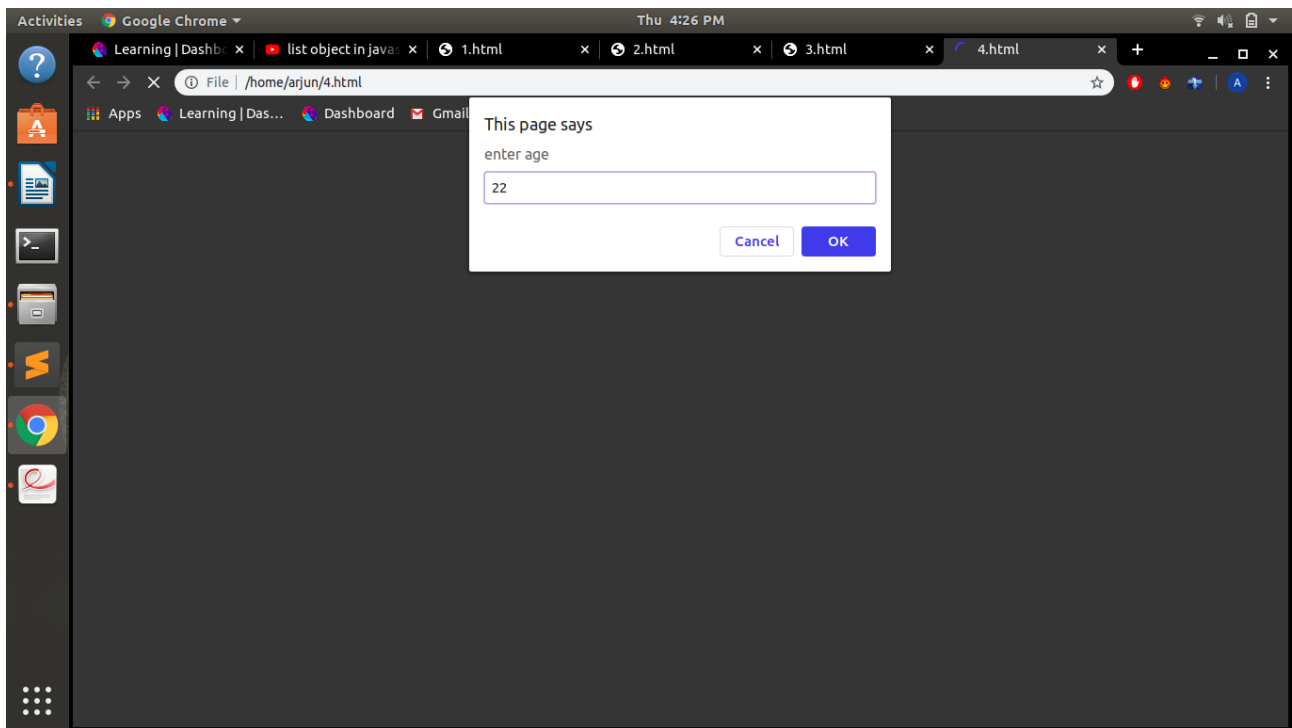 Activities Google Chrome Thu 4:26 PM
Learning | Dashbo list object in javas 1.html 2.html 3.html 4.html
File /home/arjun/4.html
Apps Learning | Das... Dashboard Gmail
This page says
enter age
22
Cancel OK